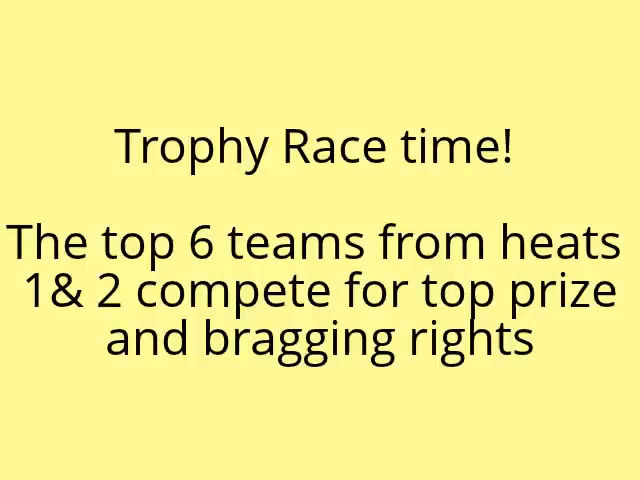 Trophy Race time!
The top 6 teams from heats
1& 2 compete for top prize
and bragging rights